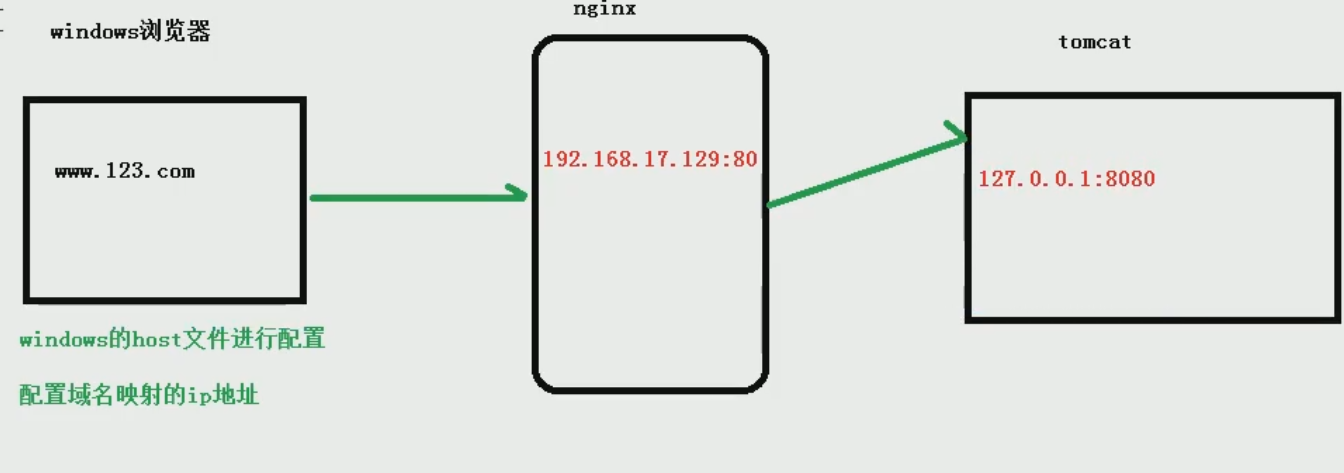 windows浏览器
nginx
tomcat
www.123.com
192.168.17.129:80
127.0.0.1:8080
windows的host文件进行配置
配置域名映射的ip地址